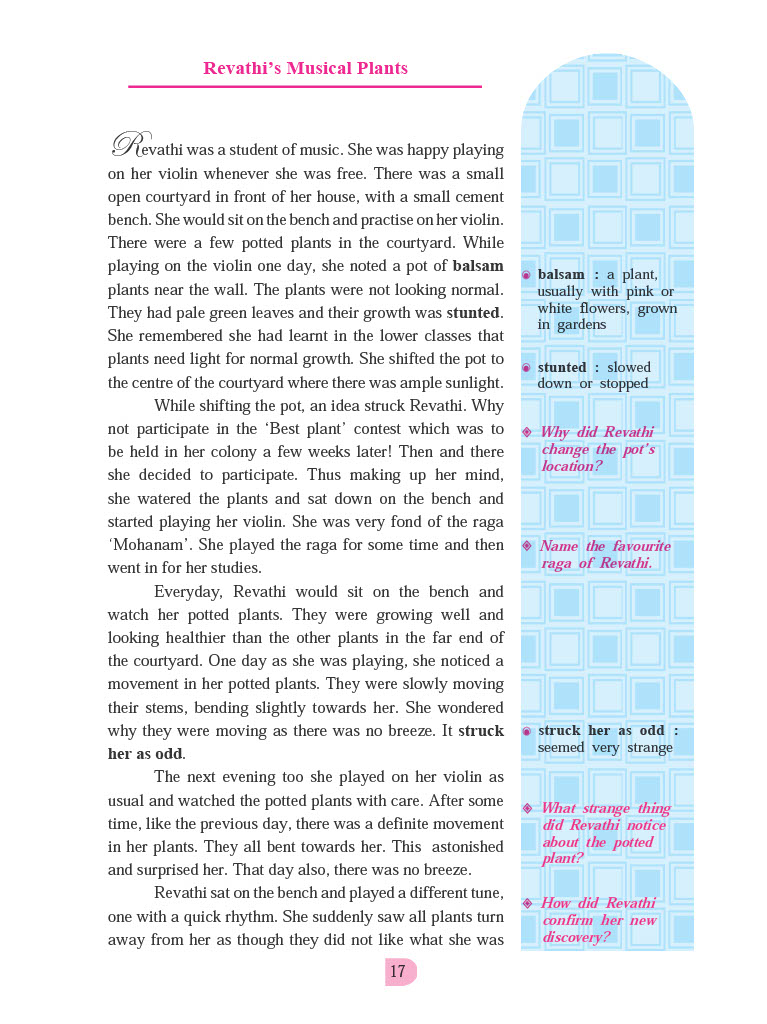 Revathi's Musical Plants
Revathi was a student of music. She was happy playing
on her violin whenever she was free. There was a small
open courtyard in front of her house, with a small cement
bench. She would sit on the bench and practise on her violin.
There were a few potted plants in the courtyard. While
playing on the violin one day, she noted a pot of balsam
plants near the wall. The plants were not looking normal.
They had pale green leaves and their growth was stunted.
She remembered she had learnt in the lower classes that
plants need light for normal growth. She shifted the pot to
the centre of the courtyard where there was ample sunlight.
While shifting the pot, an idea struck Revathi. Why
not participate in the ‘Best plant’ contest which was to
be held in her colony a few weeks later! Then and there
she decided to participate. Thus making up her mind,
she watered the plants and sat down on the bench and
started playing her violin. She was very fond of the raga
‘Mohanam’. She played the raga for some time and then
went in for her studies.
Everyday, Revathi would sit on the bench and
watch her potted plants. They were growing well and
looking healthier than the other plants in the far end of
the courtyard. One day as she was playing, she noticed a
movement in her potted plants. They were slowly moving
their stems, bending slightly towards her. She wondered
why they were moving as there was no breeze. It struck
her as odd.
The next evening too she played on her violin as
usual and watched the potted plants with care. After some
time, like the previous day, there was a definite movement
in her plants. They all bent towards her. This astonished
and surprised her. That day also, there was no breeze.
Revathi sat on the bench and played a different tune,
one with a quick rhythm. She suddenly saw all plants turn
away from her as though they did not like what she was
balsam : a plant,
usually with pink or
white flowers, grown
in gardens
stunted : slowed
down or stopped
Why did Revathi
change the pot's
location?
Name the favourite
raga of Revathi.
struck her as odd :
seemed very strange
What strange thing
did Revathi notice
about the potted
plant?
How did Revathi
confirm her new
discovery?
17